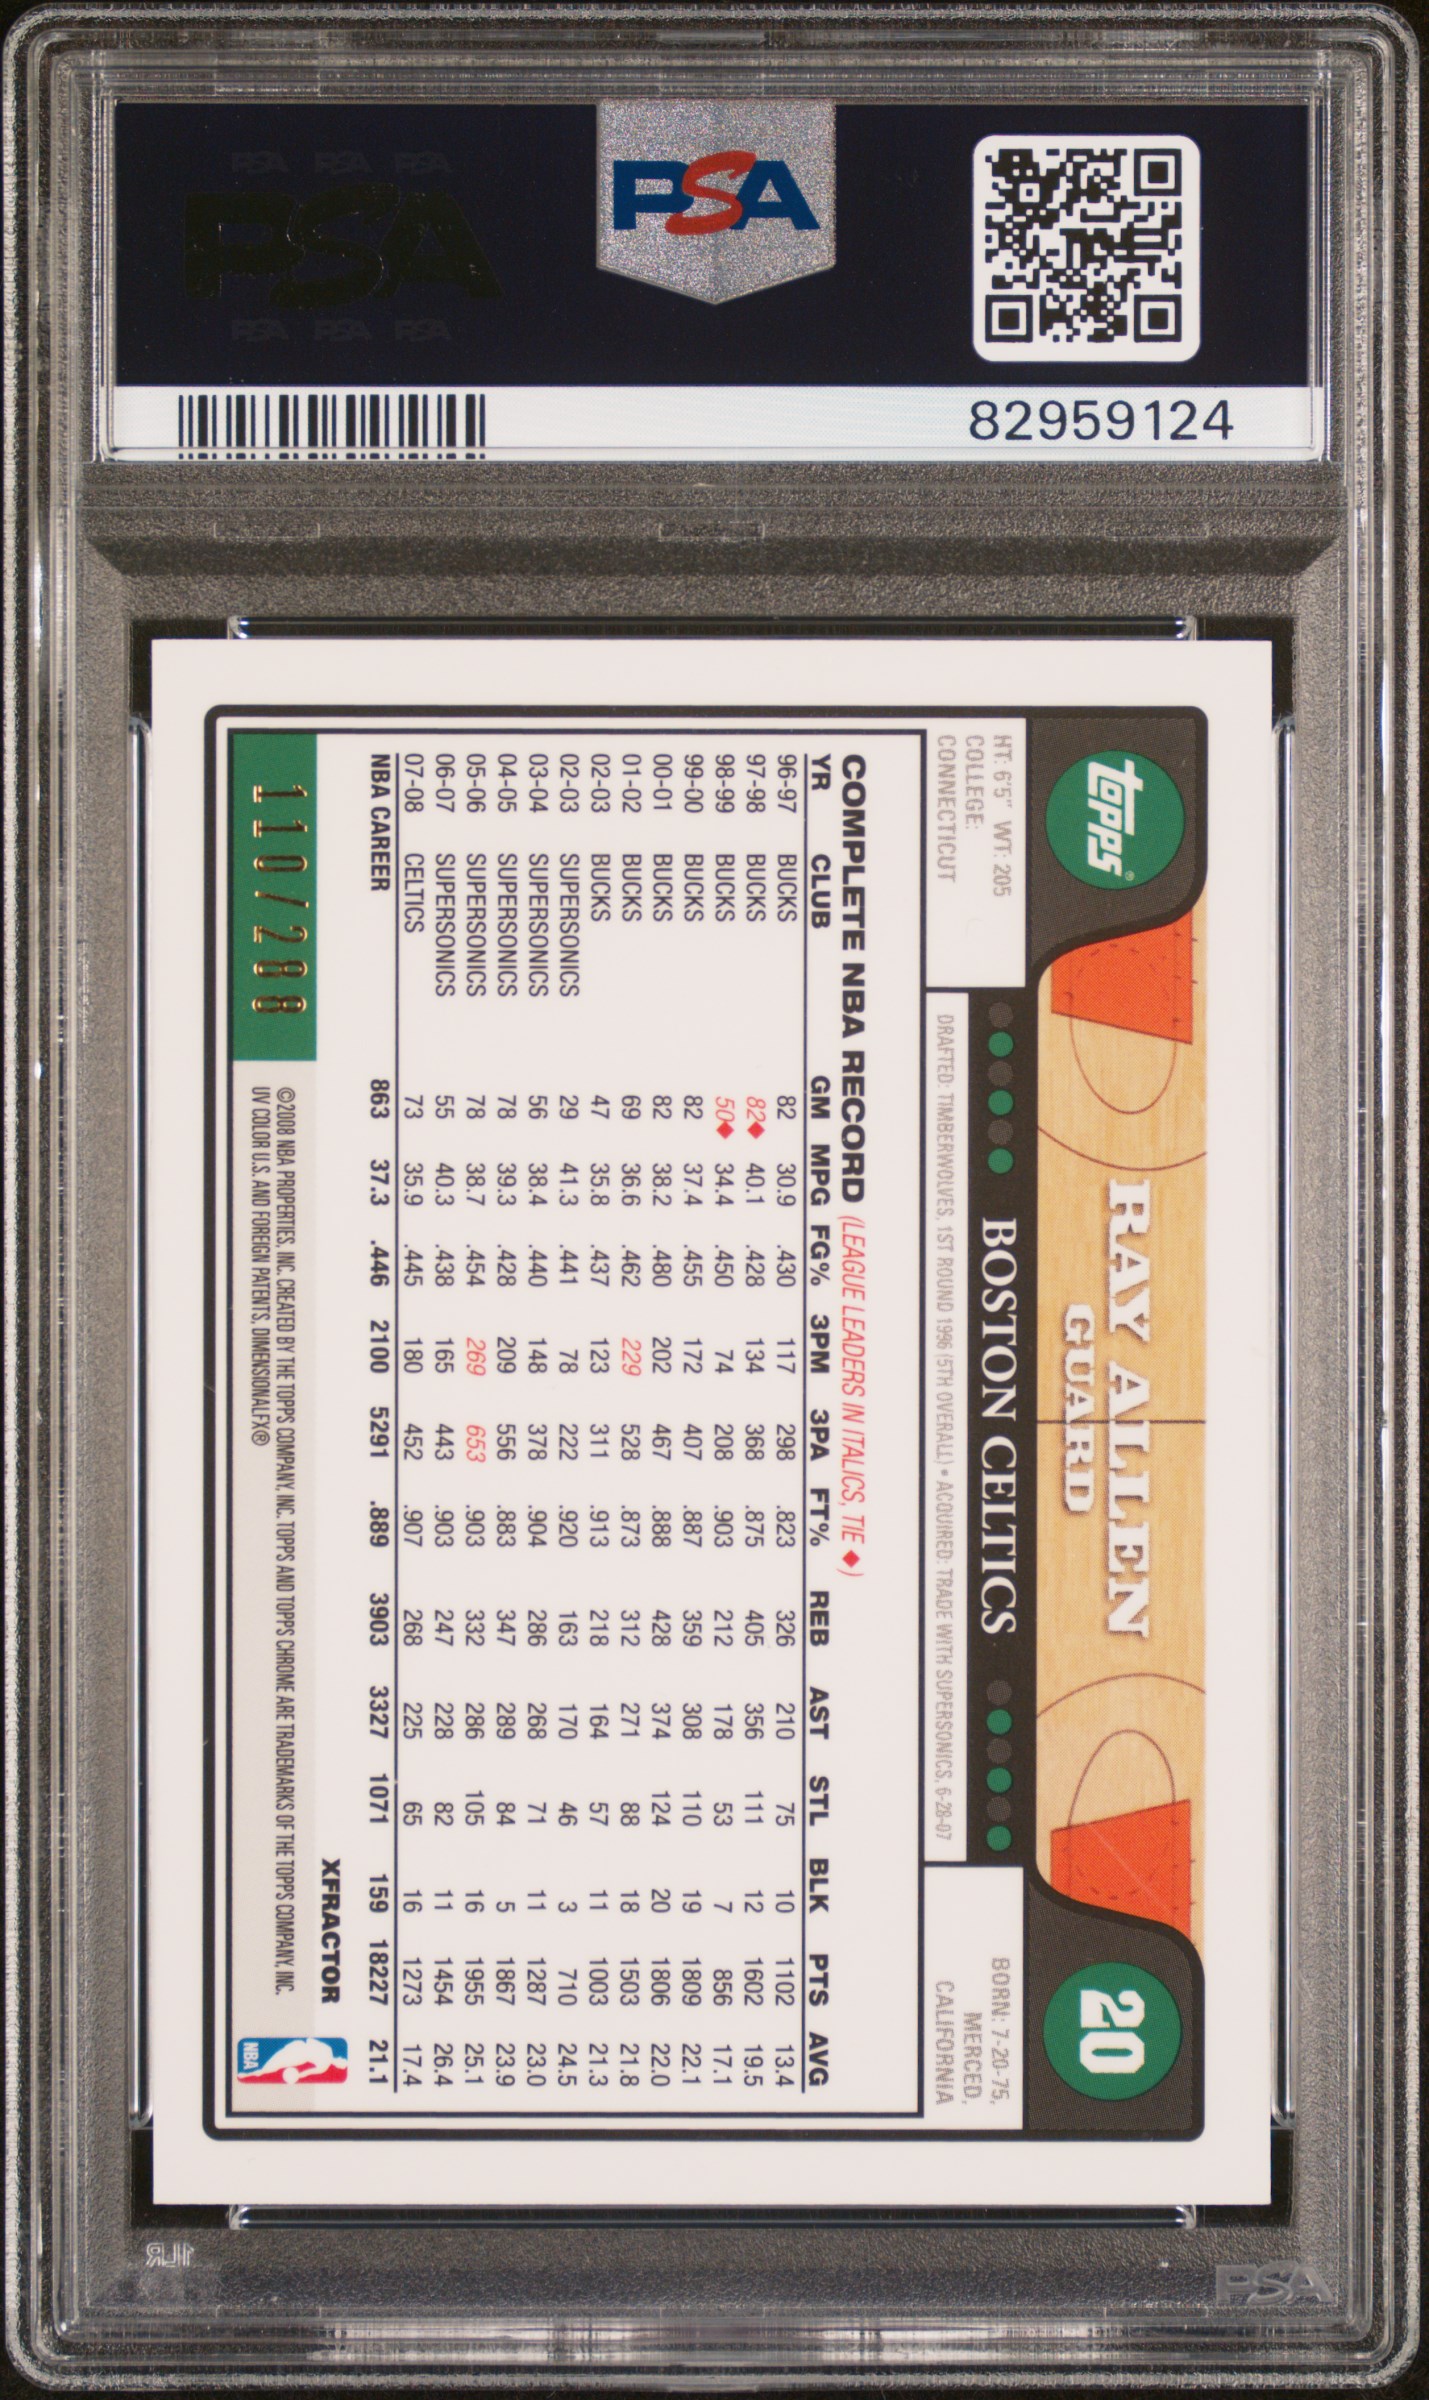 PSA PSA PSA
PSA
PSA PSA PSA
PSA
82959124
topps®
RAY ALLEN
GUARD
20
BOSTON CELTICS
HT: 6'5" WT: 205
COLLEGE:
CONNECTICUT
DRAFTED: TIMBERWOLVES, 1ST ROUND 1996 (5TH OVERALL) • ACQUIRED: TRADE WITH SUPERSONICS, 6-28-07
BORN: 7-20-75,
MERCED,
CALIFORNIA
COMPLETE NBA RECORD (LEAGUE LEADERS IN ITALICS, TIE ♦)
YR CLUB GM MPG FG% 3PM 3PA FT% REB AST STL BLK PTS AVG
96-97 BUCKS 82 30.9 .430 117 298 .823 326 210 75 10 1102 13.4
97-98 BUCKS 82♦ 40.1 .428 134 368 .875 405 356 111 12 1602 19.5
98-99 BUCKS 50♦ 34.4 .450 74 208 .903 212 178 53 7 856 17.1
99-00 BUCKS 82 37.4 .455 172 407 .887 359 308 110 19 1809 22.1
00-01 BUCKS 82 38.2 .480 202 467 .888 428 374 124 20 1806 22.0
01-02 BUCKS 69 36.6 .462 229 528 .873 312 271 88 18 1503 21.8
02-03 BUCKS 47 35.8 .437 123 311 .913 218 164 57 11 1003 21.3
02-03 SUPERSONICS 29 41.3 .441 78 222 .920 163 170 46 3 710 24.5
03-04 SUPERSONICS 56 38.4 .440 148 378 .904 286 268 71 11 1287 23.0
04-05 SUPERSONICS 78 39.3 .428 209 556 .883 347 289 84 5 1867 23.9
05-06 SUPERSONICS 78 38.7 .454 269 653 .903 332 286 105 16 1955 25.1
06-07 SUPERSONICS 55 40.3 .438 165 443 .903 247 228 82 11 1454 26.4
07-08 CELTICS 73 35.9 .445 180 452 .907 268 225 65 16 1273 17.4
NBA CAREER 863 37.3 .446 2100 5291 .889 3903 3327 1071 159 18227 21.1
XFRACTOR
110/288
©2008 NBA PROPERTIES, INC. CREATED BY THE TOPPS COMPANY, INC. TOPPS AND TOPPS CHROME ARE TRADEMARKS OF THE TOPPS COMPANY, INC.
UV COLOR U.S. AND FOREIGN PATENTS. DIMENSIONALFX®
NBA
PSA